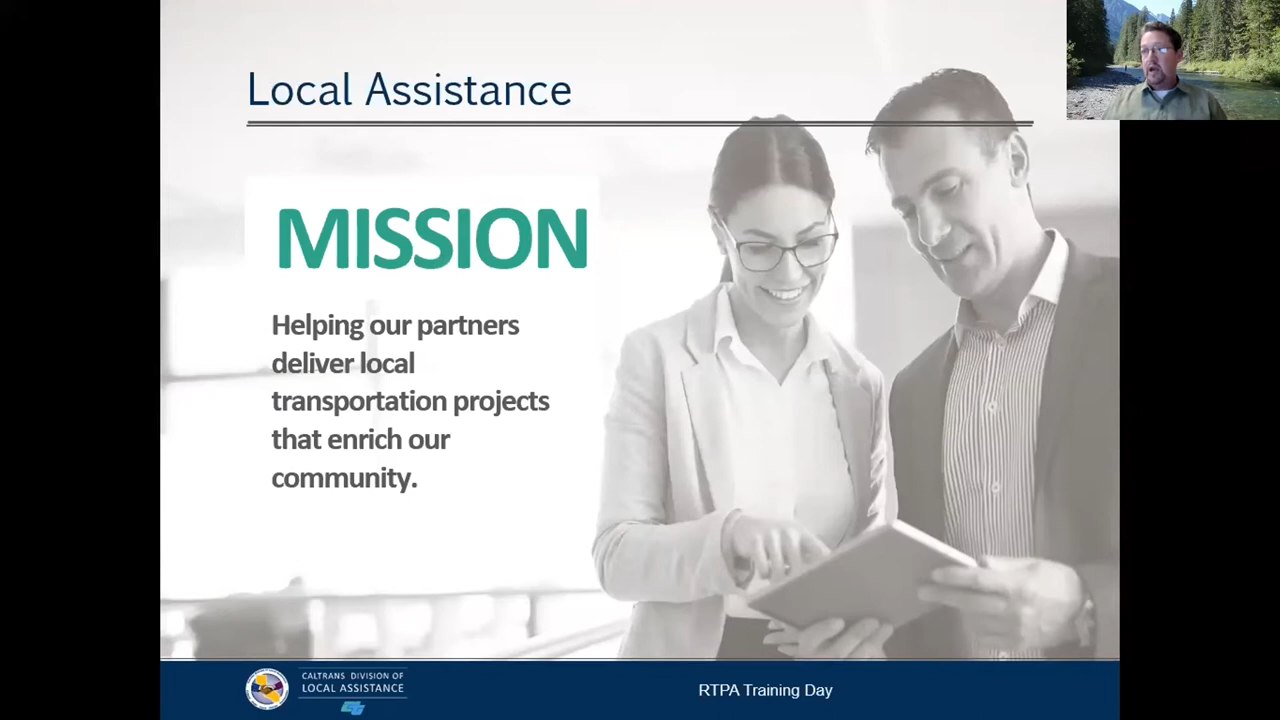 Local Assistance
MISSION
Helping our partners
deliver local
transportation projects
that enrich our
community.
CALTRANS DIVISION OF
LOCAL ASSISTANCE
RTPA Training Day